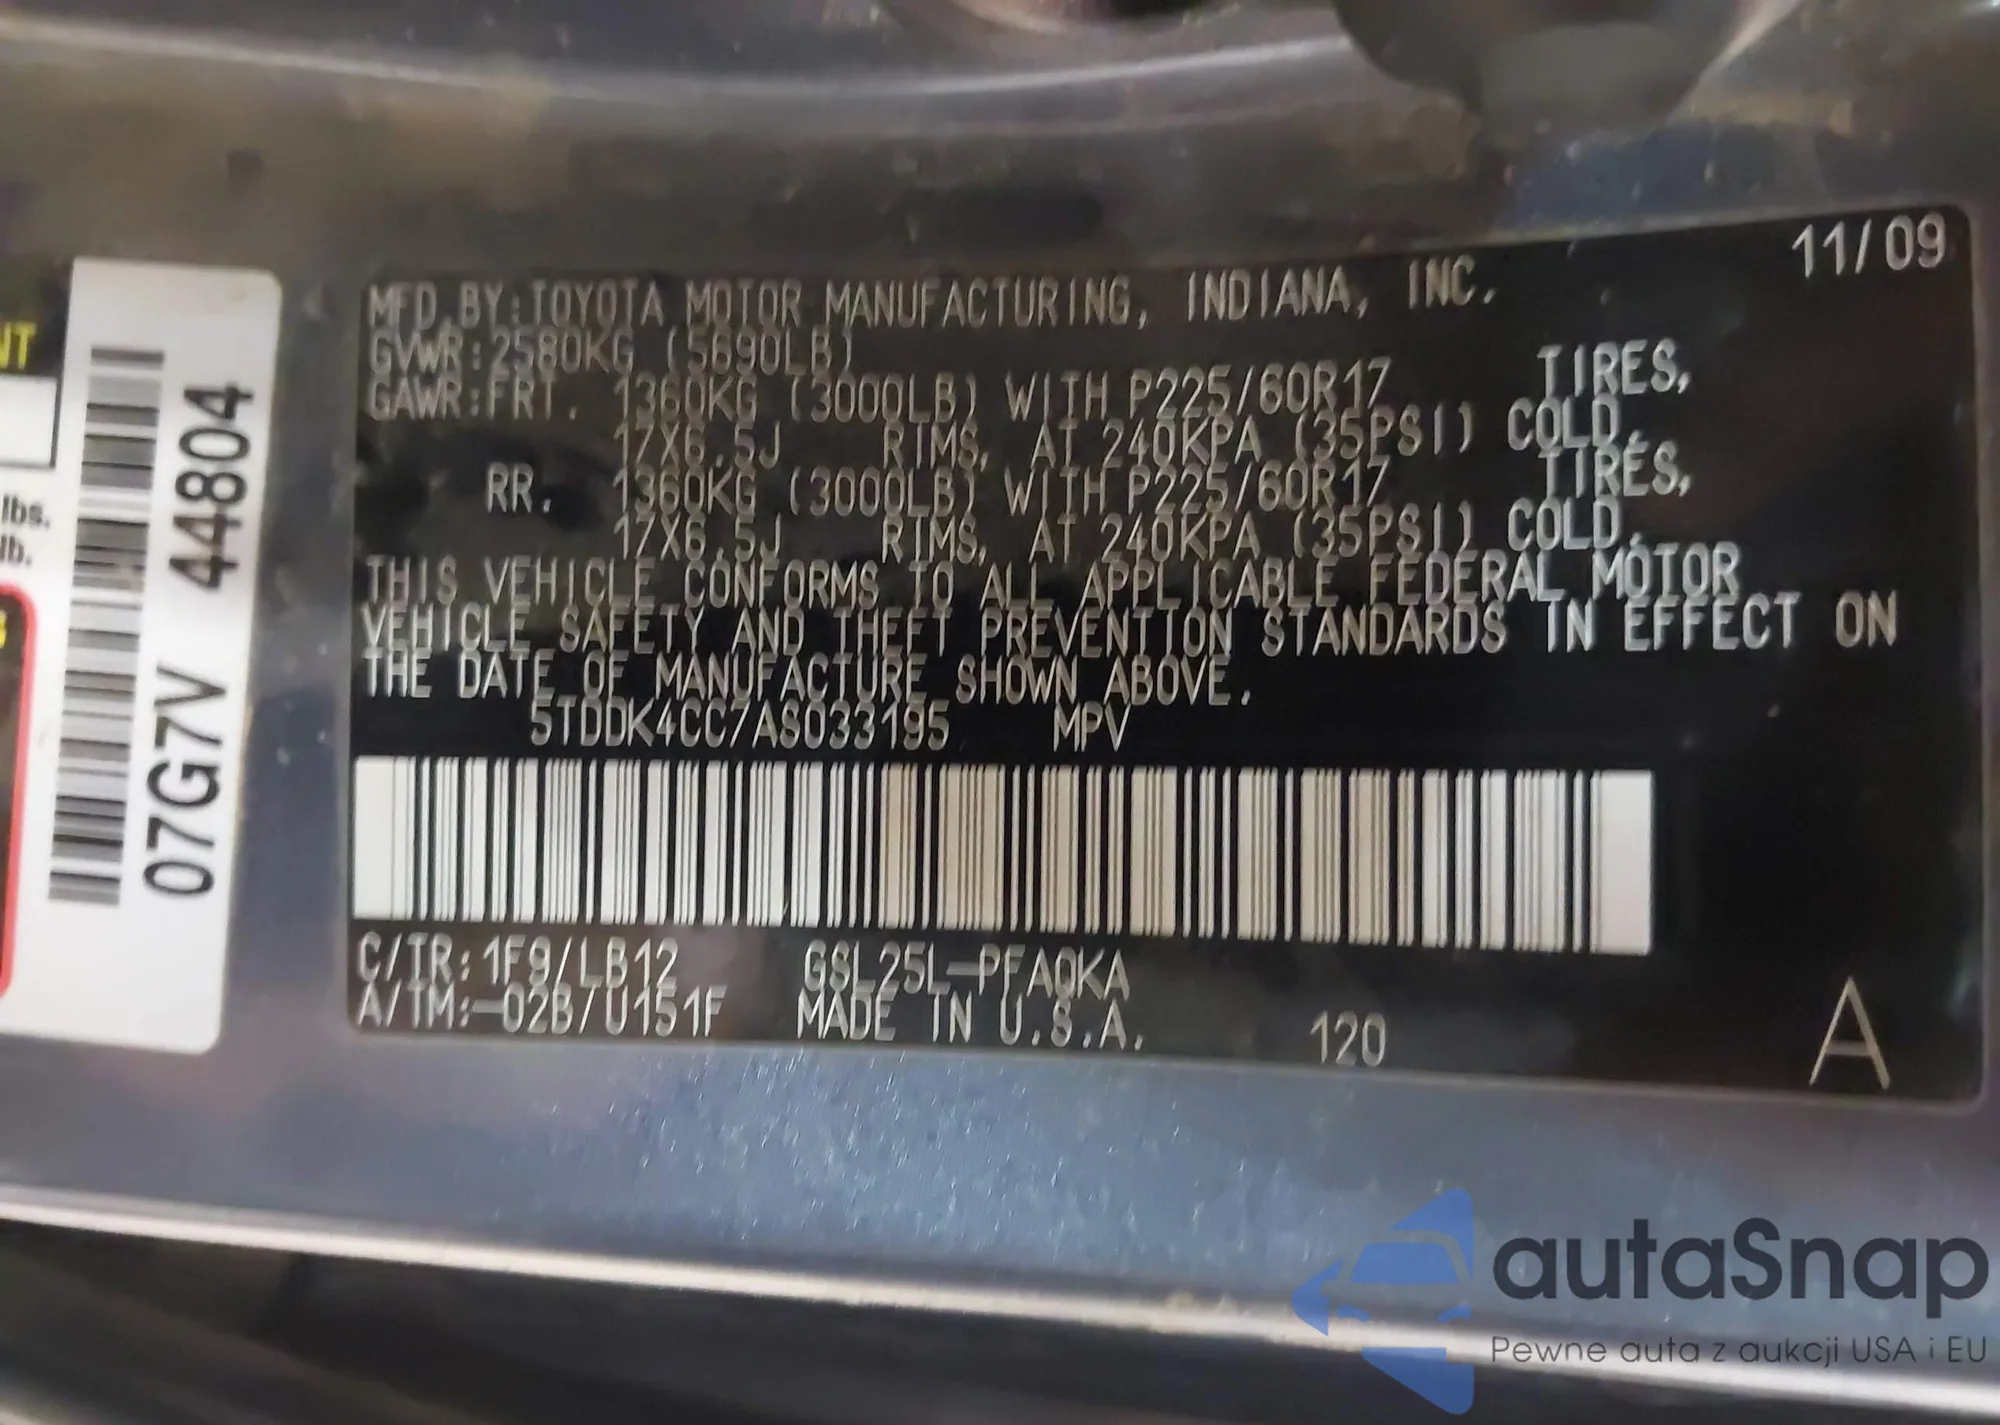 11/09
MFD.BY:TOYOTA MOTOR MANUFACTURING, INDIANA, INC.
GVWR:2580KG (5690LB)
GAWR:FRT. 1360KG (3000LB) WITH P225/60R17 TIRES,
17X6.5J RIMS, AT 240KPA (35PSI) COLD.
RR. 1360KG (3000LB) WITH P225/60R17 TIRES,
17X6.5J RIMS, AT 240KPA (35PSI) COLD.
THIS VEHICLE CONFORMS TO ALL APPLICABLE FEDERAL MOTOR
VEHICLE SAFETY AND THEFT PREVENTION STANDARDS IN EFFECT ON
THE DATE OF MANUFACTURE SHOWN ABOVE.
5TDDK4CC7AS033195 MPV
C/TR:1F9/LB12 GSL25L-PFAQKA
A/TM:-02B/U151F MADE IN U.S.A. 120 A
07G7V 44804
lbs.
lb.
autaSnap
Pewne auta z aukcji USA i EU